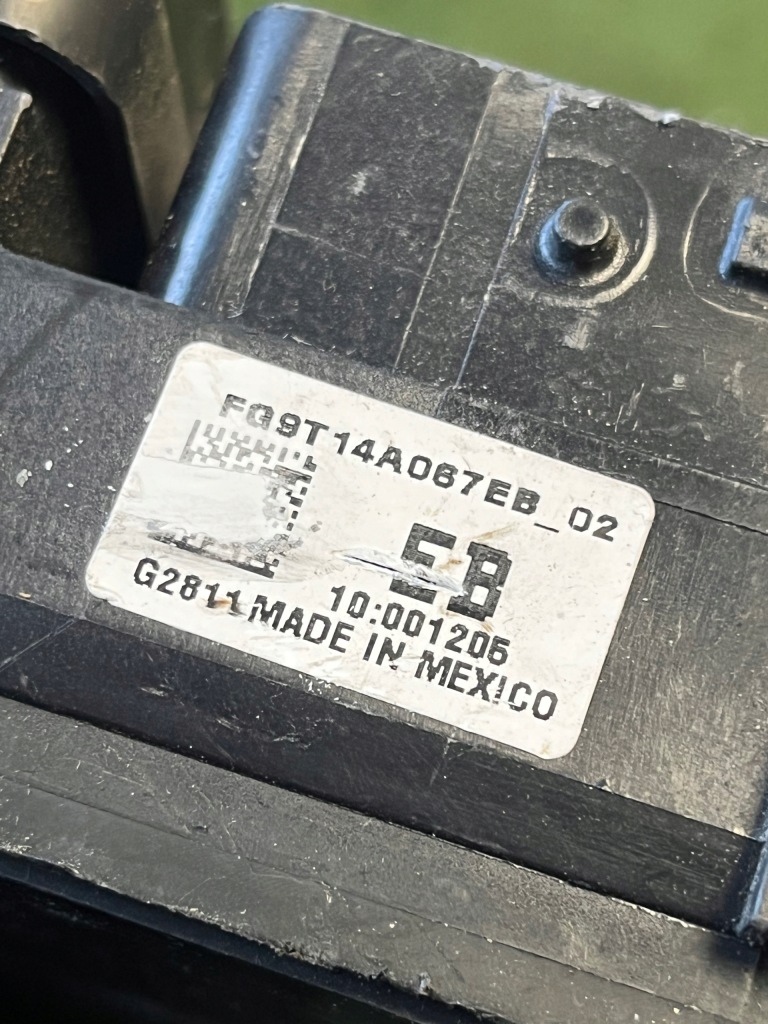 FG9T14A067EB_02
EB
10:001205
G2811 MADE IN MEXICO